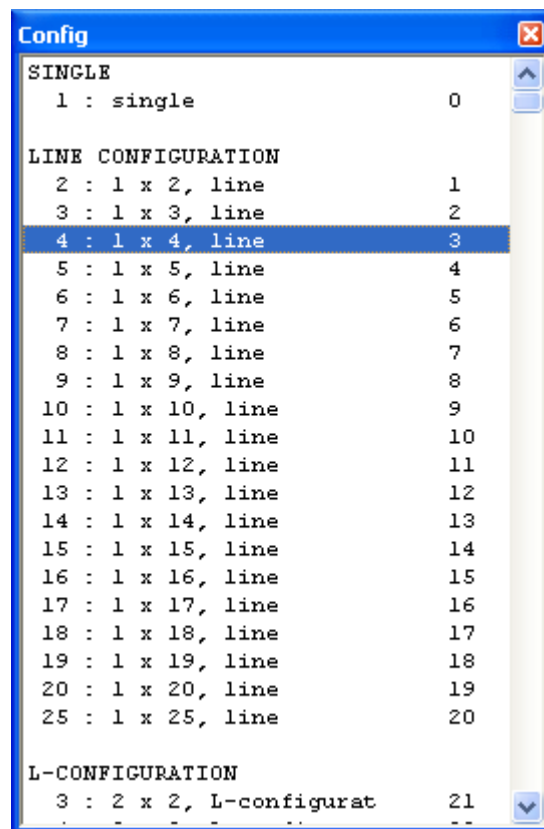 Config
SINGLE
1 : single 0
LINE CONFIGURATION
2 : 1 x 2, line 1
3 : 1 x 3, line 2
4 : 1 x 4, line 3
5 : 1 x 5, line 4
6 : 1 x 6, line 5
7 : 1 x 7, line 6
8 : 1 x 8, line 7
9 : 1 x 9, line 8
10 : 1 x 10, line 9
11 : 1 x 11, line 10
12 : 1 x 12, line 11
13 : 1 x 13, line 12
14 : 1 x 14, line 13
15 : 1 x 15, line 14
16 : 1 x 16, line 15
17 : 1 x 17, line 16
18 : 1 x 18, line 17
19 : 1 x 19, line 18
20 : 1 x 20, line 19
25 : 1 x 25, line 20
L-CONFIGURATION
3 : 2 x 2, L-configurat 21